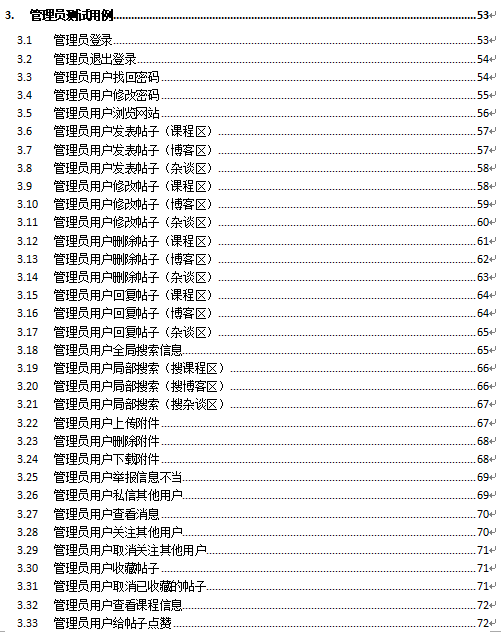 3. 管理员测试用例 53
3.1 管理员登录 53
3.2 管理员退出登录 54
3.3 管理员用户找回密码 54
3.4 管理员用户修改密码 55
3.5 管理员用户浏览网站 56
3.6 管理员用户发表帖子（课程区） 57
3.7 管理员用户发表帖子（博客区） 57
3.8 管理员用户发表帖子（杂谈区） 58
3.9 管理员用户修改帖子（课程区） 58
3.10 管理员用户修改帖子（博客区） 59
3.11 管理员用户修改帖子（杂谈区） 60
3.12 管理员用户删除帖子（课程区） 61
3.13 管理员用户删除帖子（博客区） 62
3.14 管理员用户删除帖子（杂谈区） 63
3.15 管理员用户回复帖子（课程区） 64
3.16 管理员用户回复帖子（博客区） 64
3.17 管理员用户回复帖子（杂谈区） 65
3.18 管理员用户全局搜索信息 65
3.19 管理员用户局部搜索（搜课程区） 66
3.20 管理员用户局部搜索（搜博客区） 66
3.21 管理员用户局部搜索（搜杂谈区） 67
3.22 管理员用户上传附件 67
3.23 管理员用户删除附件 68
3.24 管理员用户下载附件 68
3.25 管理员用户举报信息不当 69
3.26 管理员用户私信其他用户 69
3.27 管理员用户查看消息 70
3.28 管理员用户关注其他用户 70
3.29 管理员用户取消关注其他用户 71
3.30 管理员用户收藏帖子 71
3.31 管理员用户取消已收藏的帖子 71
3.32 管理员用户查看课程信息 72
3.33 管理员用户给帖子点赞 72